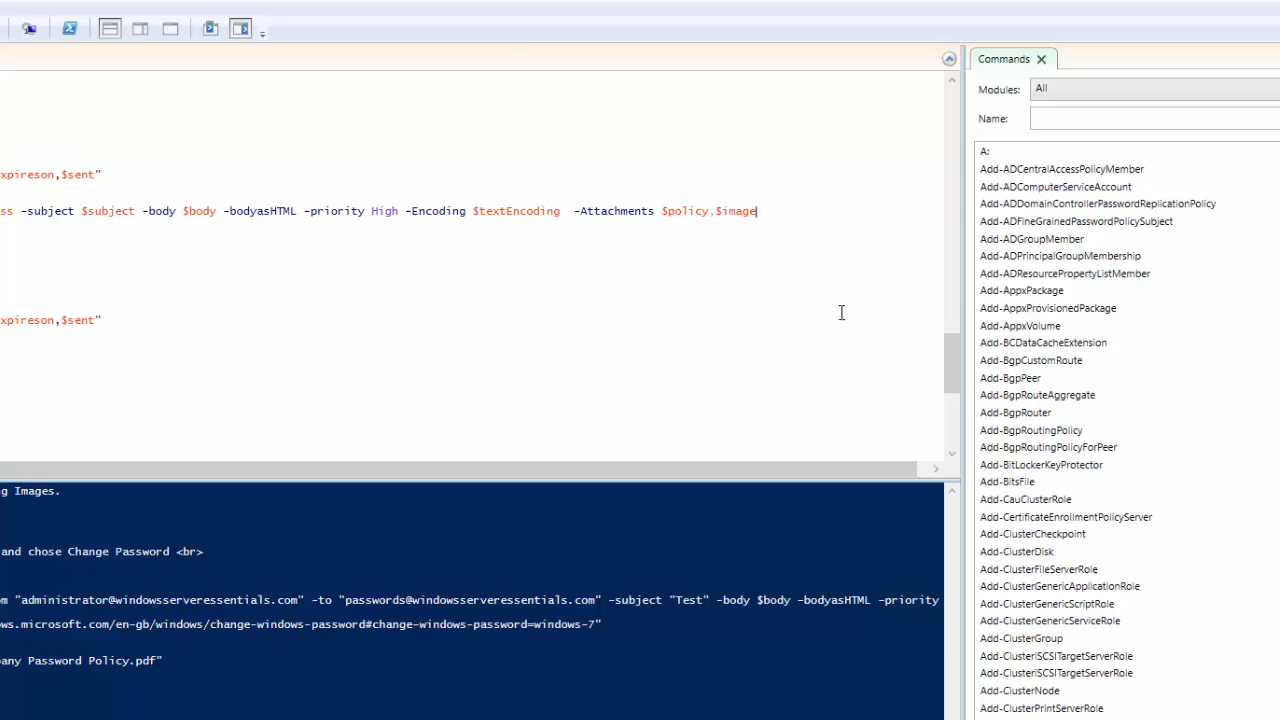 xpireson,$sent"
ss -subject $subject -body $body -bodyasHTML -priority High -Encoding $textEncoding  -Attachments $policy,$image
xpireson,$sent"
ng Images.
and chose Change Password <br>
om "administrator@windowsserveressentials.com" -to "passwords@windowsserveressentials.com" -subject "Test" -body $body -bodyasHTML -priority
ws.microsoft.com/en-gb/windows/change-windows-password#change-windows-password=windows-7"
any Password Policy.pdf"
Commands
Modules: All
Name:
A:
Add-ADCentralAccessPolicyMember
Add-ADComputerServiceAccount
Add-ADDomainControllerPasswordReplicationPolicy
Add-ADFineGrainedPasswordPolicySubject
Add-ADGroupMember
Add-ADPrincipalGroupMembership
Add-ADResourcePropertyListMember
Add-AppxPackage
Add-AppxProvisionedPackage
Add-AppxVolume
Add-BCDataCacheExtension
Add-BgpCustomRoute
Add-BgpPeer
Add-BgpRouteAggregate
Add-BgpRouter
Add-BgpRoutingPolicy
Add-BgpRoutingPolicyForPeer
Add-BitLockerKeyProtector
Add-BitsFile
Add-CauClusterRole
Add-CertificateEnrollmentPolicyServer
Add-ClusterCheckpoint
Add-ClusterDisk
Add-ClusterFileServerRole
Add-ClusterGenericApplicationRole
Add-ClusterGenericScriptRole
Add-ClusterGenericServiceRole
Add-ClusterGroup
Add-ClusteriSCSITargetServerRole
Add-ClusteriSCSITargetServerRole
Add-ClusterNode
Add-ClusterPrintServerRole